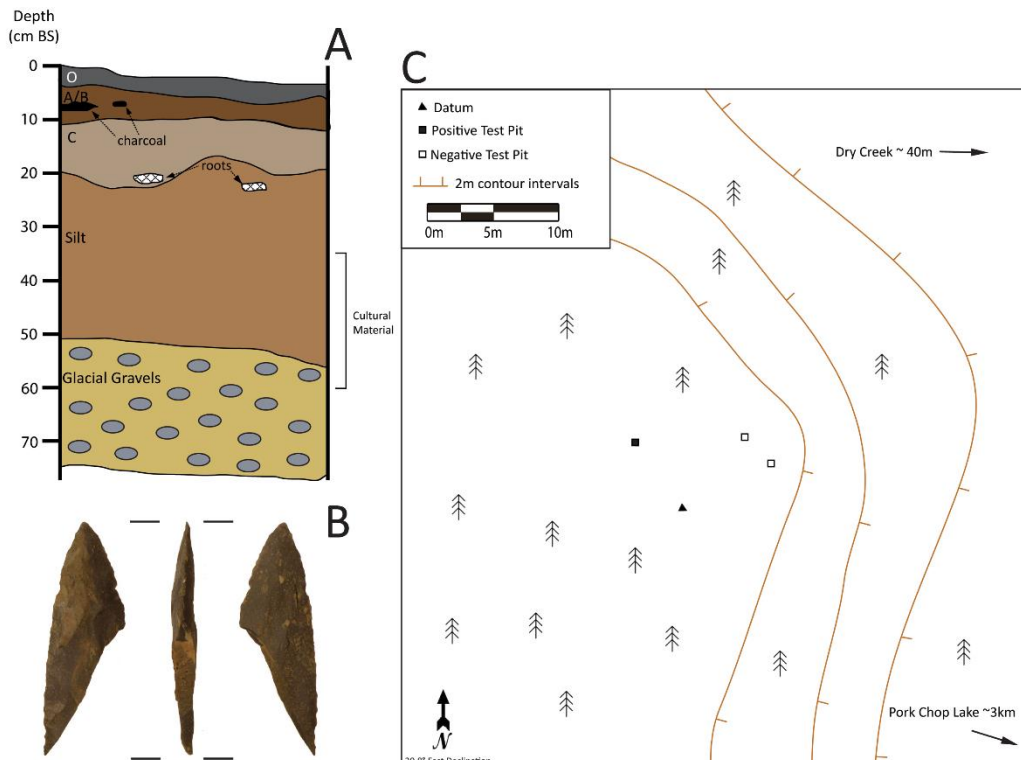 Depth
(cm BS)
A
0
O
A/B
10
charcoal
C
roots
20
30
Silt
40
Cultural
Material
50
Glacial Gravels
60
70
B
C
Datum
Positive Test Pit
Negative Test Pit
2m contour intervals
0m 5m 10m
Dry Creek ~ 40m
Pork Chop Lake ~3km
N